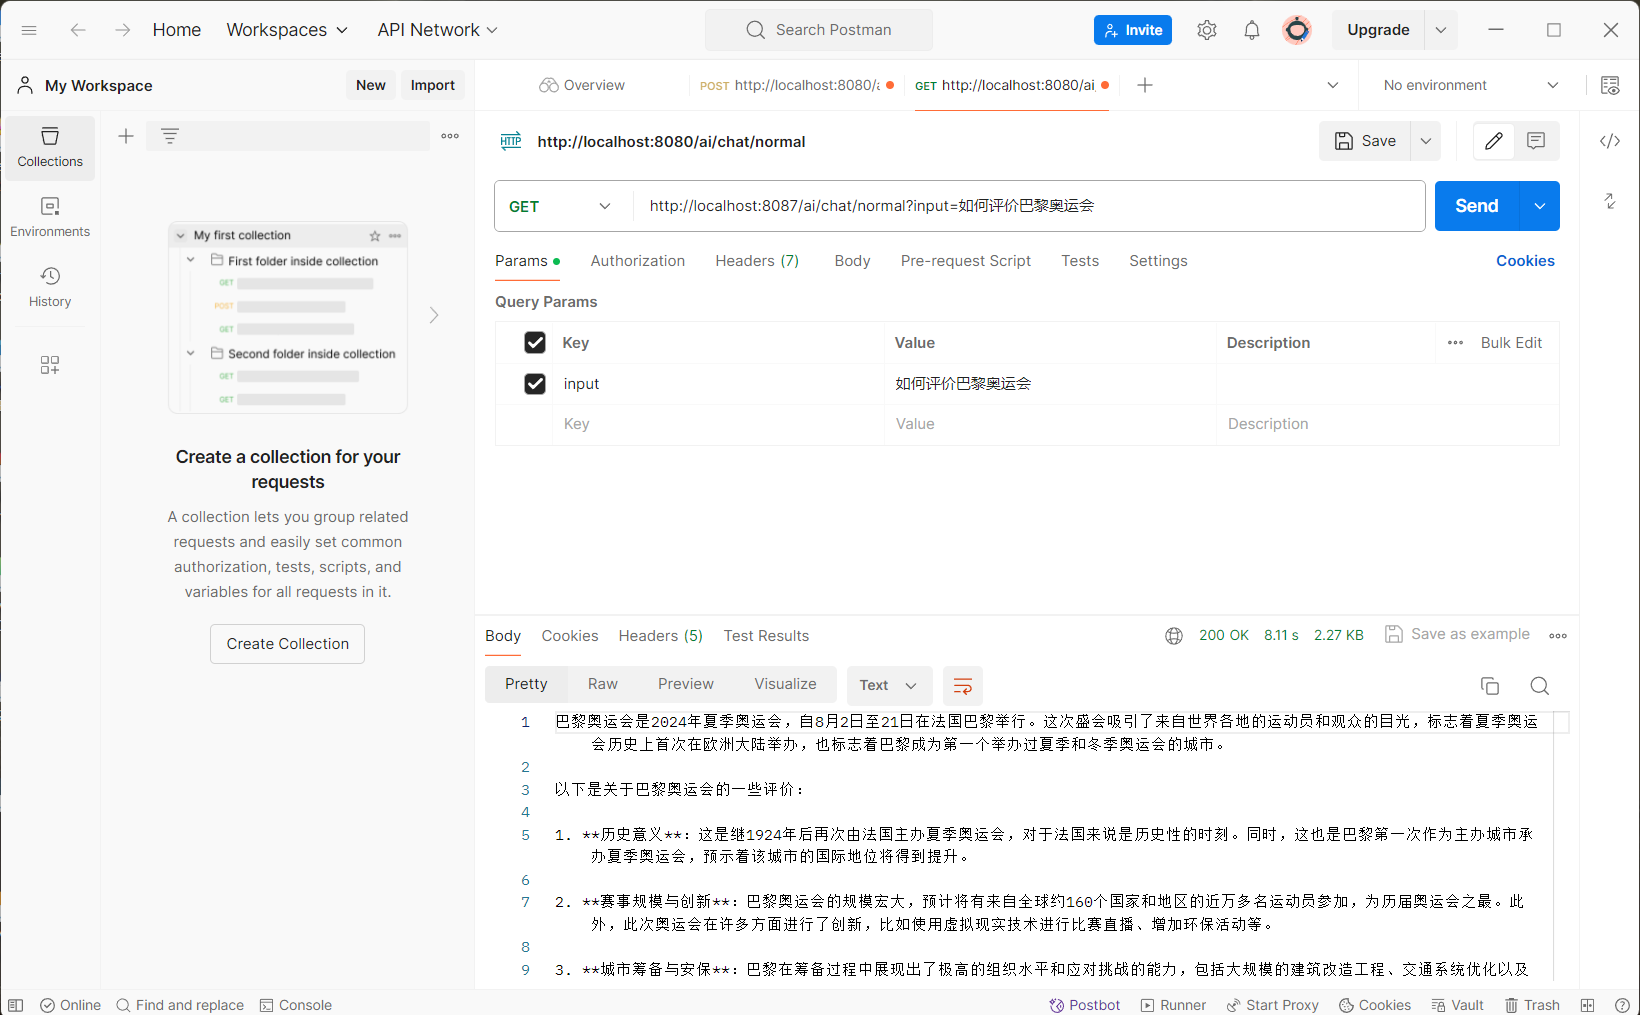 Home Workspaces API Network Search Postman Invite Upgrade
My Workspace New Import Overview POST http://localhost:8080/a GET http://localhost:8080/ai No environment
Collections
Environments
History
My first collection
First folder inside collection
GET
POST
GET
Second folder inside collection
GET
GET
Create a collection for your
requests
A collection lets you group related
requests and easily set common
authorization, tests, scripts, and
variables for all requests in it.
Create Collection
HTTP http://localhost:8080/ai/chat/normal Save
GET http://localhost:8087/ai/chat/normal?input=如何评价巴黎奥运会 Send
Params Authorization Headers (7) Body Pre-request Script Tests Settings Cookies
Query Params
Key Value Description Bulk Edit
input 如何评价巴黎奥运会
Key Value Description
Body Cookies Headers (5) Test Results 200 OK 8.11 s 2.27 KB Save as example
Pretty Raw Preview Visualize Text
1 巴黎奥运会是2024年夏季奥运会，自8月2日至21日在法国巴黎举行。这次盛会吸引了来自世界各地的运动员和观众的目光，标志着夏季奥运
会历史上首次在欧洲大陆举办，也标志着巴黎成为第一个举办过夏季和冬季奥运会的城市。
2
3 以下是关于巴黎奥运会的一些评价：
4
5 1. **历史意义**：这是继1924年后再次由法国主办夏季奥运会，对于法国来说是历史性的时刻。同时，这也是巴黎第一次作为主办城市承
办夏季奥运会，预示着该城市的国际地位将得到提升。
6
7 2. **赛事规模与创新**：巴黎奥运会的规模宏大，预计将有来自全球约160个国家和地区的近万多名运动员参加，为历届奥运会之最。此
外，此次奥运会在许多方面进行了创新，比如使用虚拟现实技术进行比赛直播、增加环保活动等。
8
9 3. **城市筹备与安保**：巴黎在筹备过程中展现出了极高的组织水平和应对挑战的能力，包括大规模的建筑改造工程、交通系统优化以及
Online Find and replace Console Postbot Runner Start Proxy Cookies Vault Trash